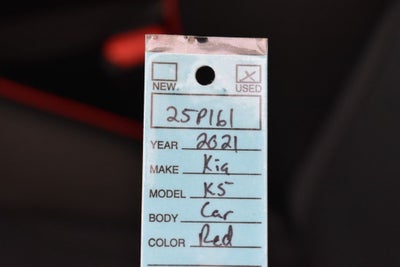 NEW USED
25P161
YEAR 2021
MAKE Kia
MODEL K5
BODY Car
COLOR Red